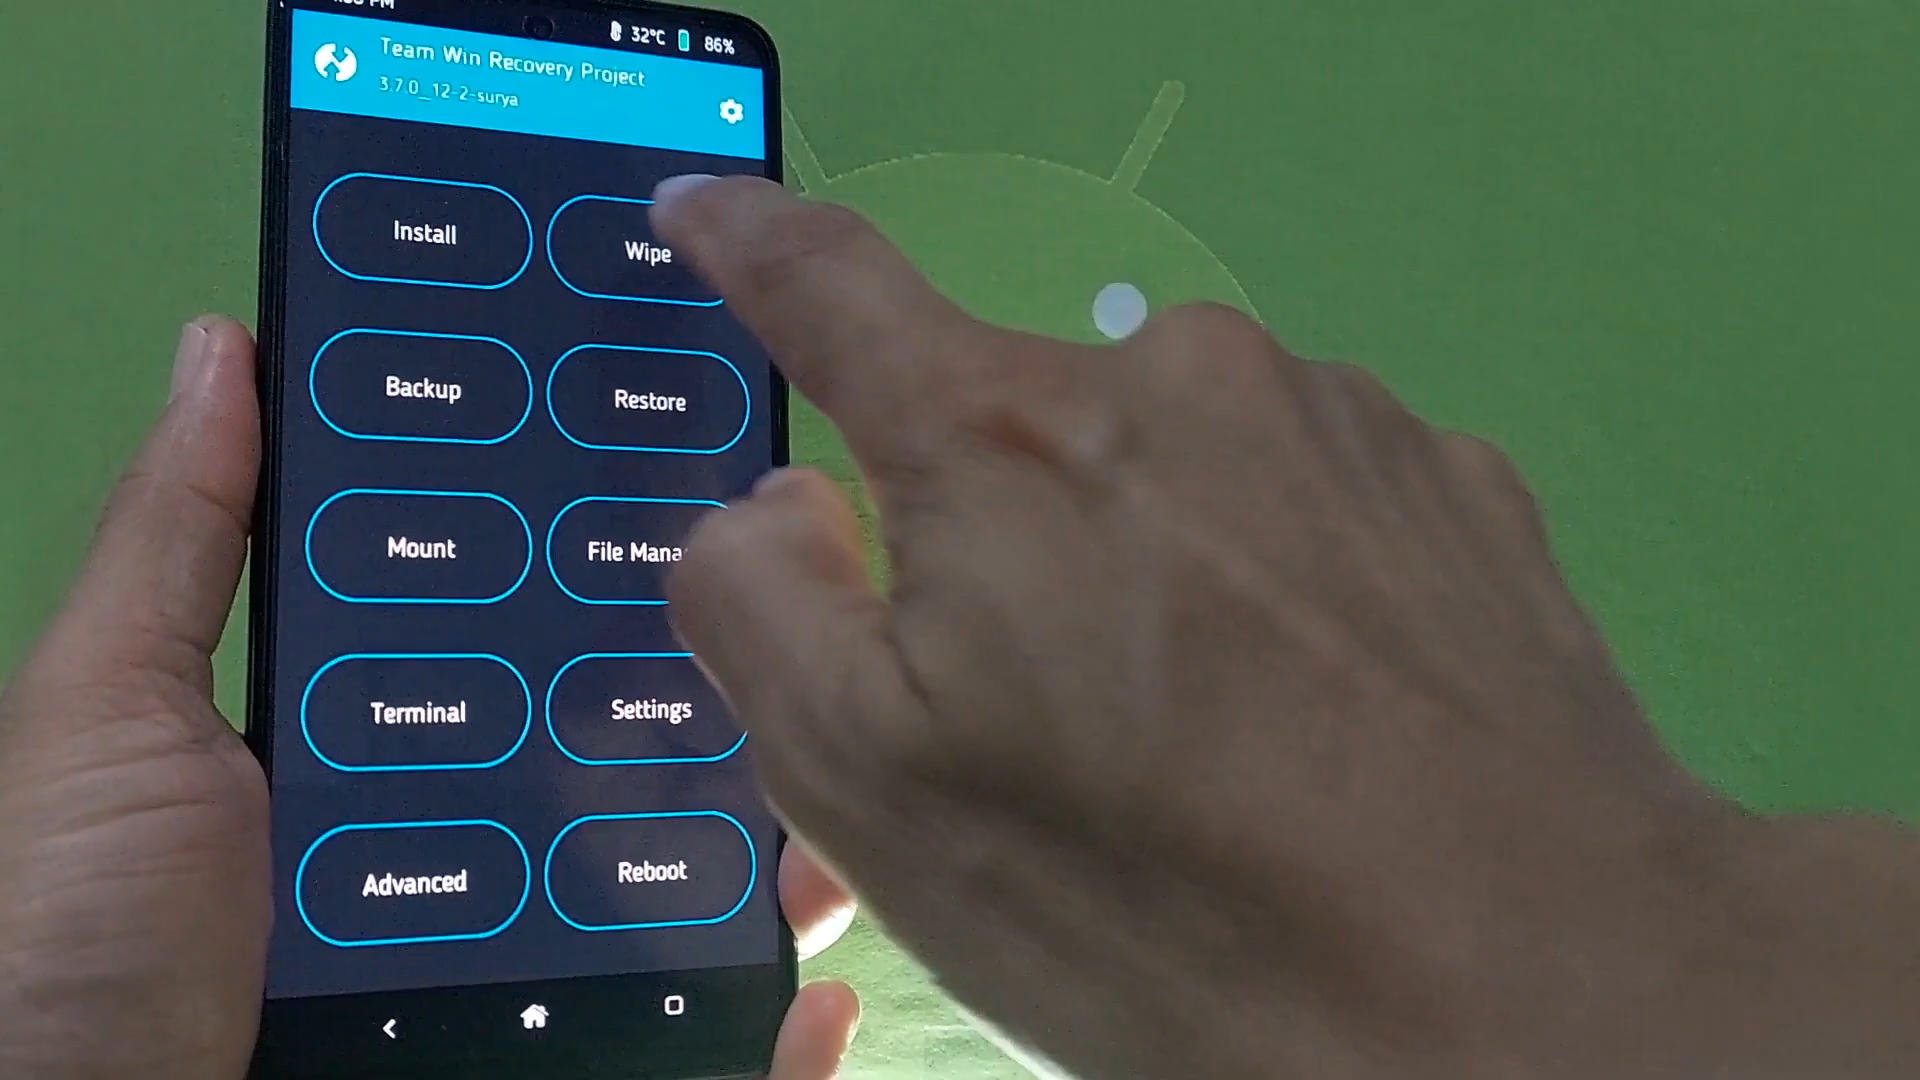 32°C 86%
Team Win Recovery Project
3.7.0_12-2-surya
Install
Wipe
Backup
Restore
Mount
File Mana
Terminal
Settings
Advanced
Reboot